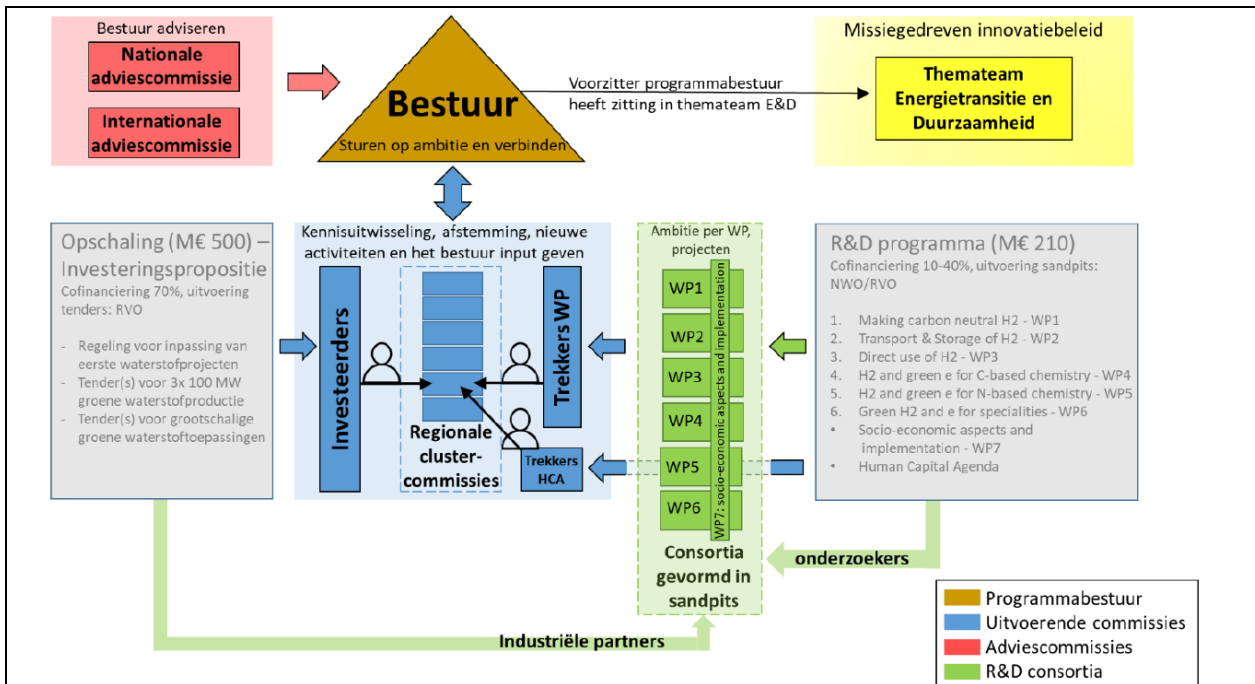 Bestuur adviseren
Nationale
adviescommissie
Internationale
adviescommissie
Bestuur
Sturen op ambitie en verbinden
Voorzitter programmabestuur
heeft zitting in themateam E&D
Missiegedreven innovatiebeleid
Themateam
Energietransitie en
Duurzaamheid
Opschaling (M€ 500) –
Investeringspropositie
Cofinanciering 70%, uitvoering
tenders: RVO
- Regeling voor inpassing van
eerste waterstofprojecten
- Tender(s) voor 3x 100 MW
groene waterstofproductie
- Tender(s) voor grootschalige
groene waterstoftoepassingen
Kennisuitwisseling, afstemming, nieuwe
activiteiten en het bestuur input geven
Investeerders
Regionale
cluster-
commissies
Trekkers WP
Trekkers
HCA
Ambitie per WP,
projecten
WP1
WP2
WP3
WP4
WP5
WP6
WP7: socio-economic aspects and implementation
Consortia
gevormd in
sandpits
R&D programma (M€ 210)
Cofinanciering 10-40%, uitvoering sandpits:
NWO/RVO
1. Making carbon neutral H2 - WP1
2. Transport & Storage of H2 - WP2
3. Direct use of H2 - WP3
4. H2 and green e for C-based chemistry - WP4
5. H2 and green e for N-based chemistry - WP5
6. Green H2 and e for specialities - WP6
• Socio-economic aspects and
implementation - WP7
• Human Capital Agenda
onderzoekers
Industriële partners
Programmabestuur
Uitvoerende commissies
Adviescommissies
R&D consortia